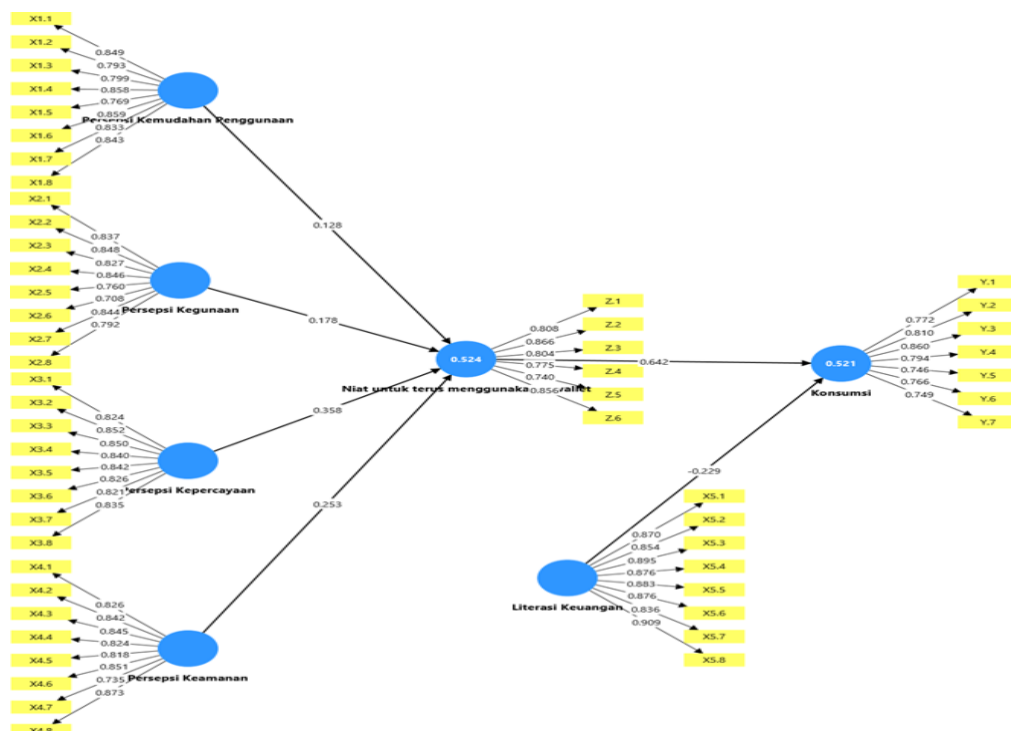 X1.1
X1.2
X1.3
X1.4
X1.5
X1.6
X1.7
X1.8
0.849
0.793
0.799
0.858
0.769
0.859
0.833
0.843
Persepsi Kemudahan Penggunaan
0.128
X2.1
X2.2
X2.3
X2.4
X2.5
X2.6
X2.7
X2.8
0.837
0.848
0.827
0.846
0.760
0.708
0.844
0.792
Persepsi Kegunaan
0.178
X3.1
X3.2
X3.3
X3.4
X3.5
X3.6
X3.7
X3.8
0.824
0.852
0.850
0.840
0.842
0.826
0.821
0.835
Persepsi Kepercayaan
0.358
X4.1
X4.2
X4.3
X4.4
X4.5
X4.6
X4.7
X4.8
0.826
0.842
0.845
0.824
0.818
0.851
0.735
0.873
Persepsi Keamanan
0.253
0.524
Niat untuk terus
0.808
0.866
0.804
0.775
0.740
0.856
Z.1
Z.2
Z.3
Z.4
Z.5
Z.6
0.642
0.521
Konsumsi
0.772
0.810
0.860
0.794
0.746
0.766
0.749
Y.1
Y.2
Y.3
Y.4
Y.5
Y.6
Y.7
-0.229
Literasi Keuangan
0.870
0.854
0.895
0.876
0.883
0.876
0.836
0.909
X5.1
X5.2
X5.3
X5.4
X5.5
X5.6
X5.7
X5.8